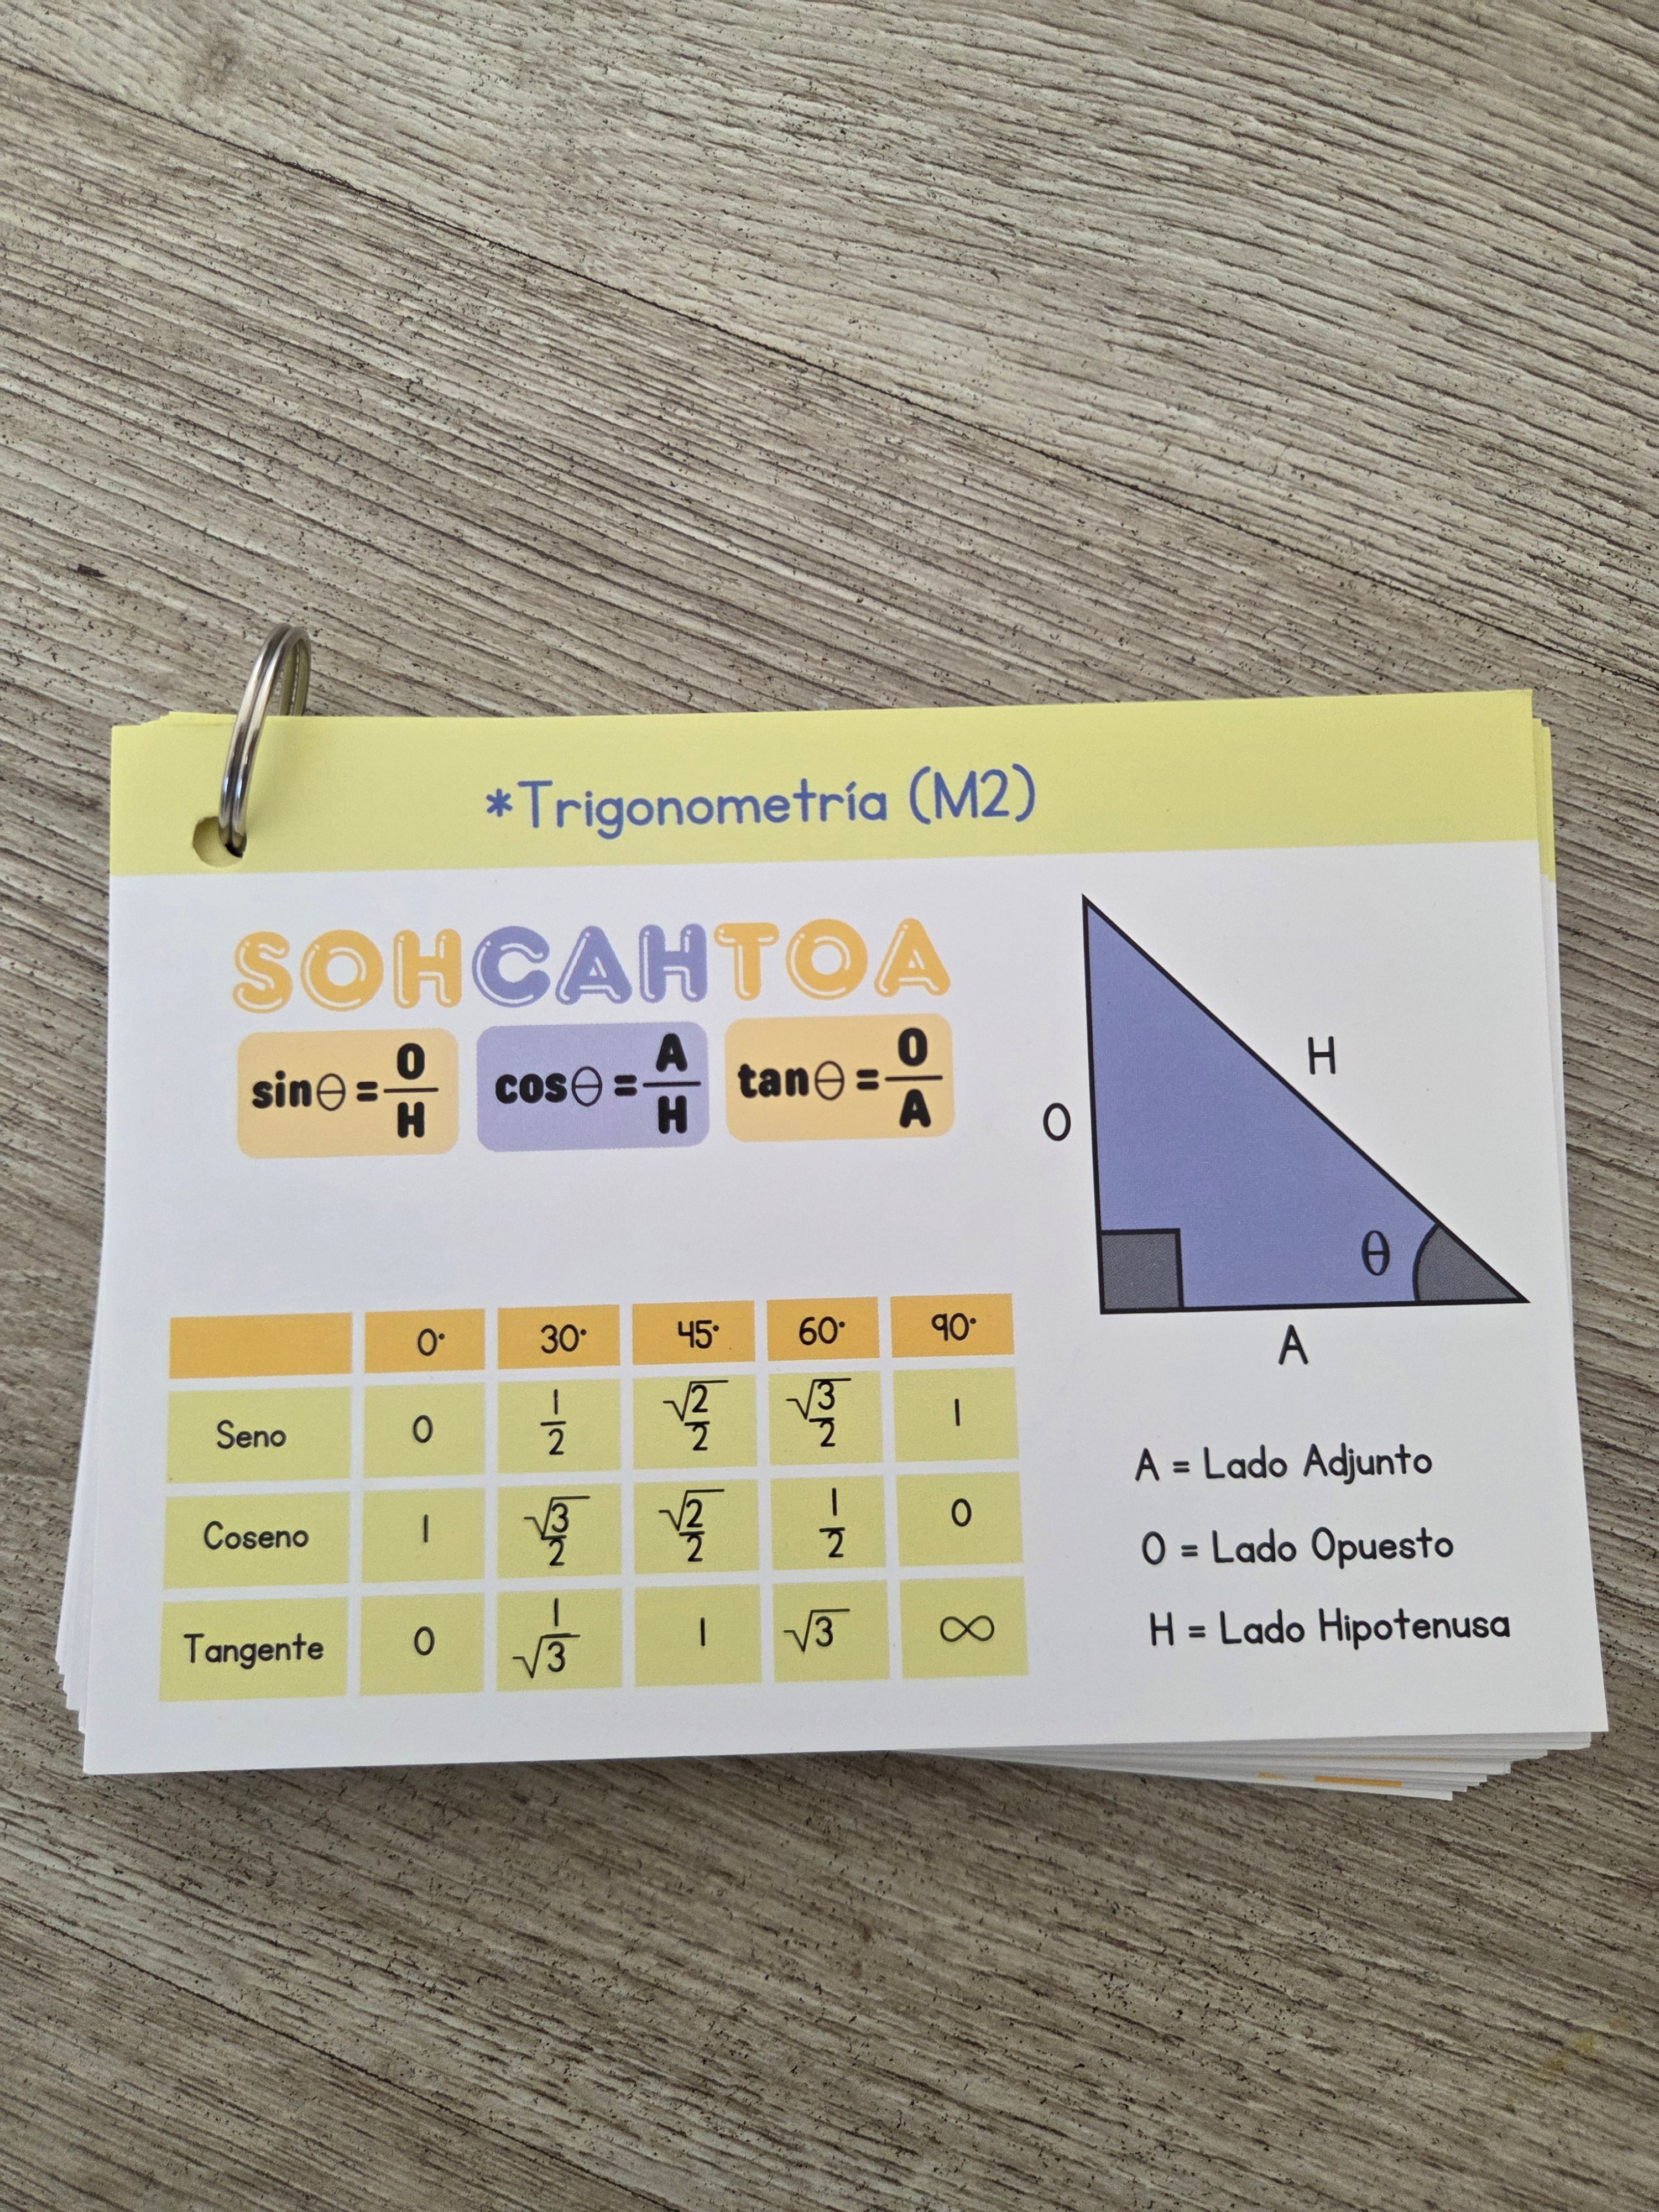 *Trigonometría (M2)
SOHCAHTOA
sinθ = O/H cosθ = A/H tanθ = O/A
H
O
θ
A
0° 30° 45° 60° 90°
Seno 0 1/2 √2/2 √3/2 1
Coseno 1 √3/2 √2/2 1/2 0
Tangente 0 1/√3 1 √3 ∞
A = Lado Adjunto
O = Lado Opuesto
H = Lado Hipotenusa